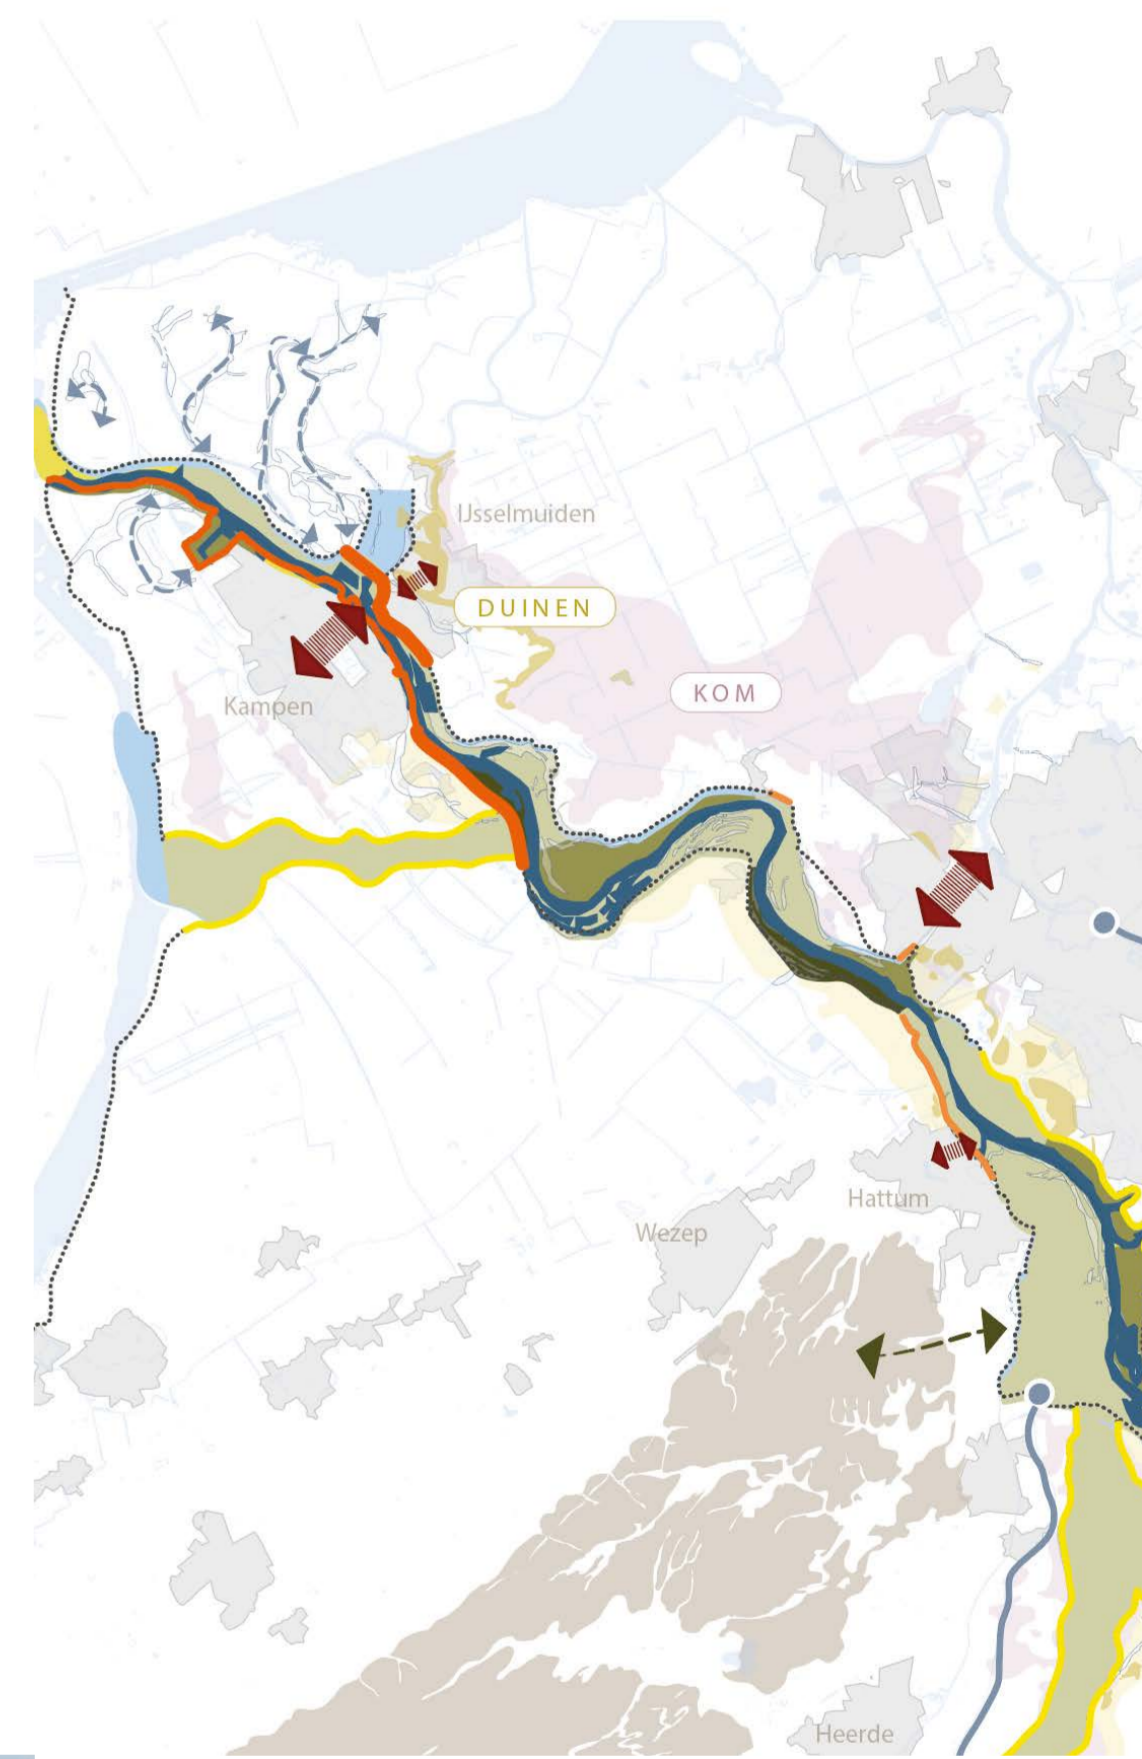 IJsselmuiden
DUINEN
KOM
Kampen
Hattum
Wezep
Heerde